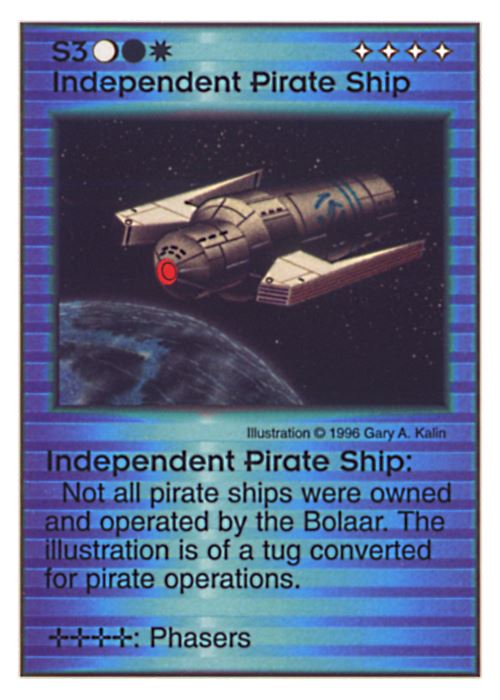 S3
Independent Pirate Ship
Illustration © 1996 Gary A. Kalin
Independent Pirate Ship:
Not all pirate ships were owned
and operated by the Bolaar. The
illustration is of a tug converted
for pirate operations.
✢✢✢✢: Phasers